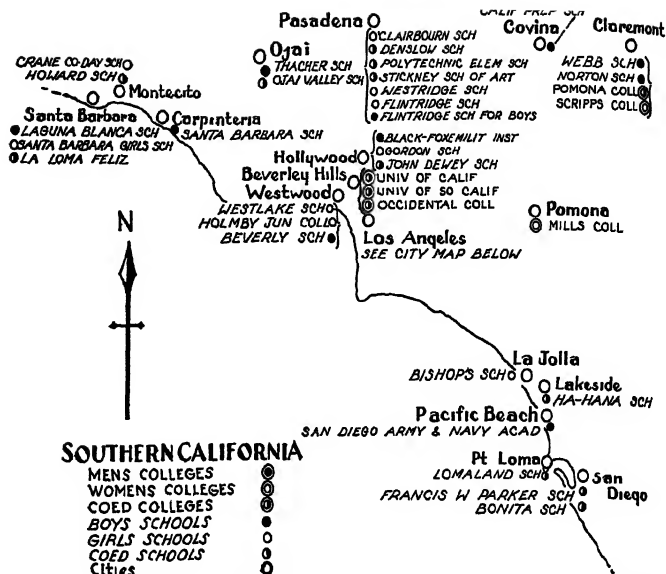 CALIF PREP SCH
Pasadena
Covina
Claremont
CLAIRBOURN SCH
DENSLOW SCH
POLYTECHNIC ELEM SCH
STICKNEY SCH OF ART
WESTRIDGE SCH
FLINTRIDGE SCH
FLINTRIDGE SCH FOR BOYS
WEBB SCH
NORTON SCH
POMONA COLL
SCRIPPS COLL
Ojai
THACHER SCH
OJAI VALLEY SCH
CRANE CO-DAY SCH
HOWARD SCH
Montecito
Santa Barbara
LAGUNA BLANCA SCH
SANTA BARBARA GIRLS SCH
LA LOMA FELIZ
Carpinteria
SANTA BARBARA SCH
Hollywood
BLACK-FOXEMILIT INST
GORDON SCH
JOHN DEWEY SCH
Beverley Hills
UNIV OF CALIF
UNIV OF SO CALIF
OCCIDENTAL COLL
Westwood
WESTLAKE SCH
HOLMBY JUN COLL
BEVERLY SCH
Los Angeles
SEE CITY MAP BELOW
Pomona
MILLS COLL
N
La Jolla
BISHOP'S SCH
Lakeside
HA-HANA SCH
Pacific Beach
SAN DIEGO ARMY & NAVY ACAD
Pt Loma
LOMALAND SCH
San Diego
FRANCIS W PARKER SCH
BONITA SCH
SOUTHERN CALIFORNIA
MENS COLLEGES
WOMENS COLLEGES
COED COLLEGES
BOYS SCHOOLS
GIRLS SCHOOLS
COED SCHOOLS
Cities